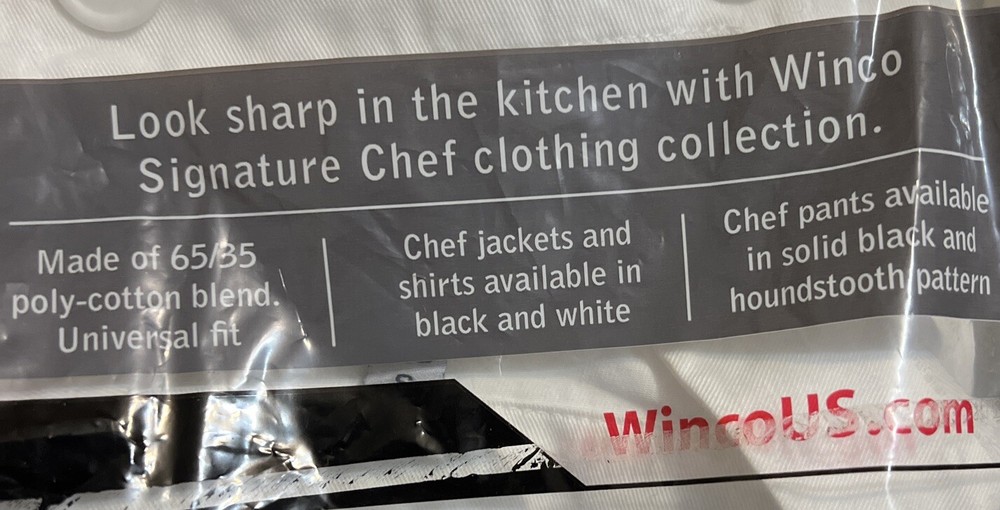 Look sharp in the kitchen with Winco
Signature Chef clothing collection.
Made of 65/35
poly-cotton blend.
Universal fit
Chef jackets and
shirts available in
black and white
Chef pants available
in solid black and
houndstooth pattern
WincoUS.com